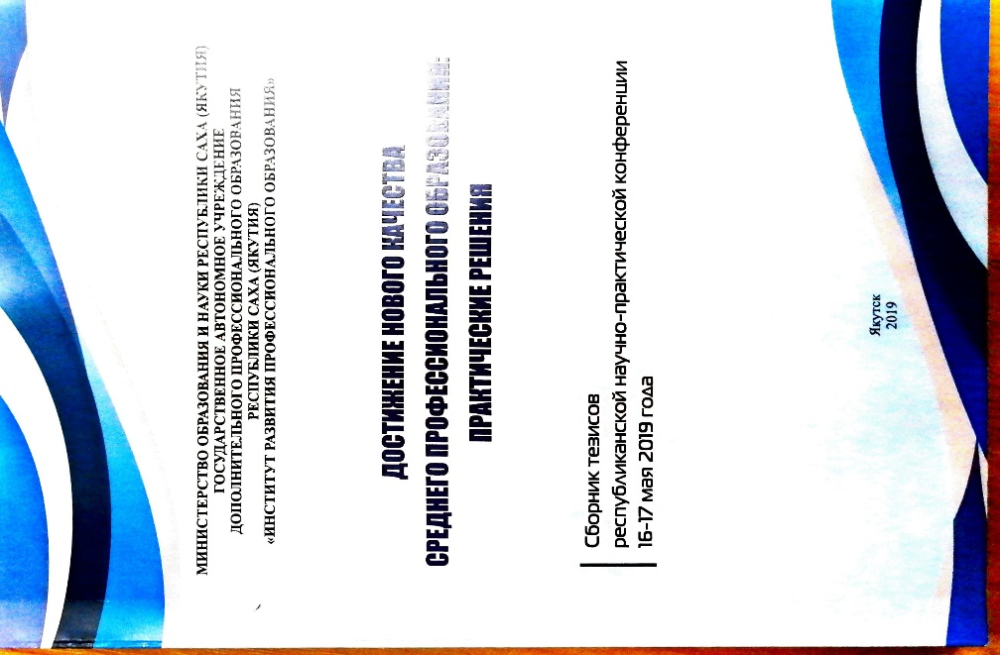 МИНИСТЕРСТВО ОБРАЗОВАНИЯ И НАУКИ РЕСПУБЛИКИ САХА (ЯКУТИЯ)
ГОСУДАРСТВЕННОЕ АВТОНОМНОЕ УЧРЕЖДЕНИЕ
ДОПОЛНИТЕЛЬНОГО ПРОФЕССИОНАЛЬНОГО ОБРАЗОВАНИЯ
РЕСПУБЛИКИ САХА (ЯКУТИЯ)
«ИНСТИТУТ РАЗВИТИЯ ПРОФЕССИОНАЛЬНОГО ОБРАЗОВАНИЯ»
ДОСТИЖЕНИЕ НОВОГО КАЧЕСТВА
СРЕДНЕГО ПРОФЕССИОНАЛЬНОГО ОБРАЗОВАНИЯ:
ПРАКТИЧЕСКИЕ РЕШЕНИЯ
Сборник тезисов
республиканской научно-практической конференции
16-17 мая 2019 года
Якутск
2019